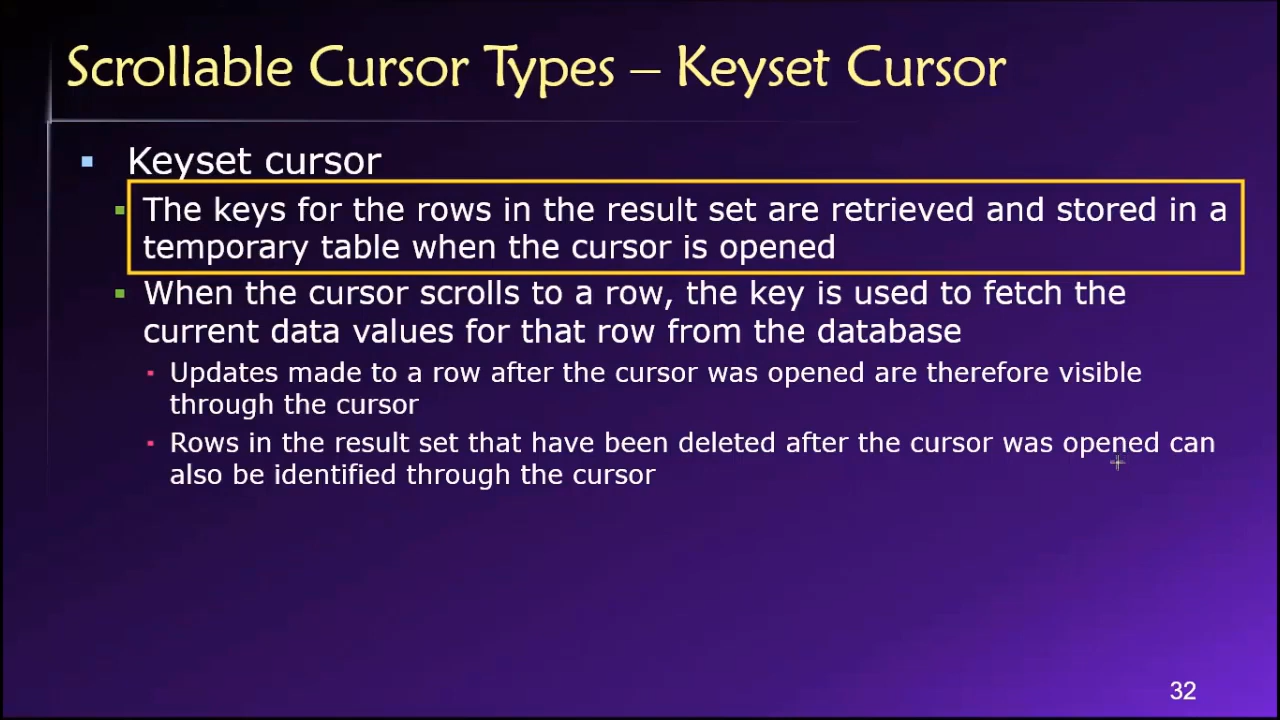 Scrollable Cursor Types – Keyset Cursor
Keyset cursor
The keys for the rows in the result set are retrieved and stored in a
temporary table when the cursor is opened
When the cursor scrolls to a row, the key is used to fetch the
current data values for that row from the database
Updates made to a row after the cursor was opened are therefore visible
through the cursor
Rows in the result set that have been deleted after the cursor was opened can
also be identified through the cursor
32